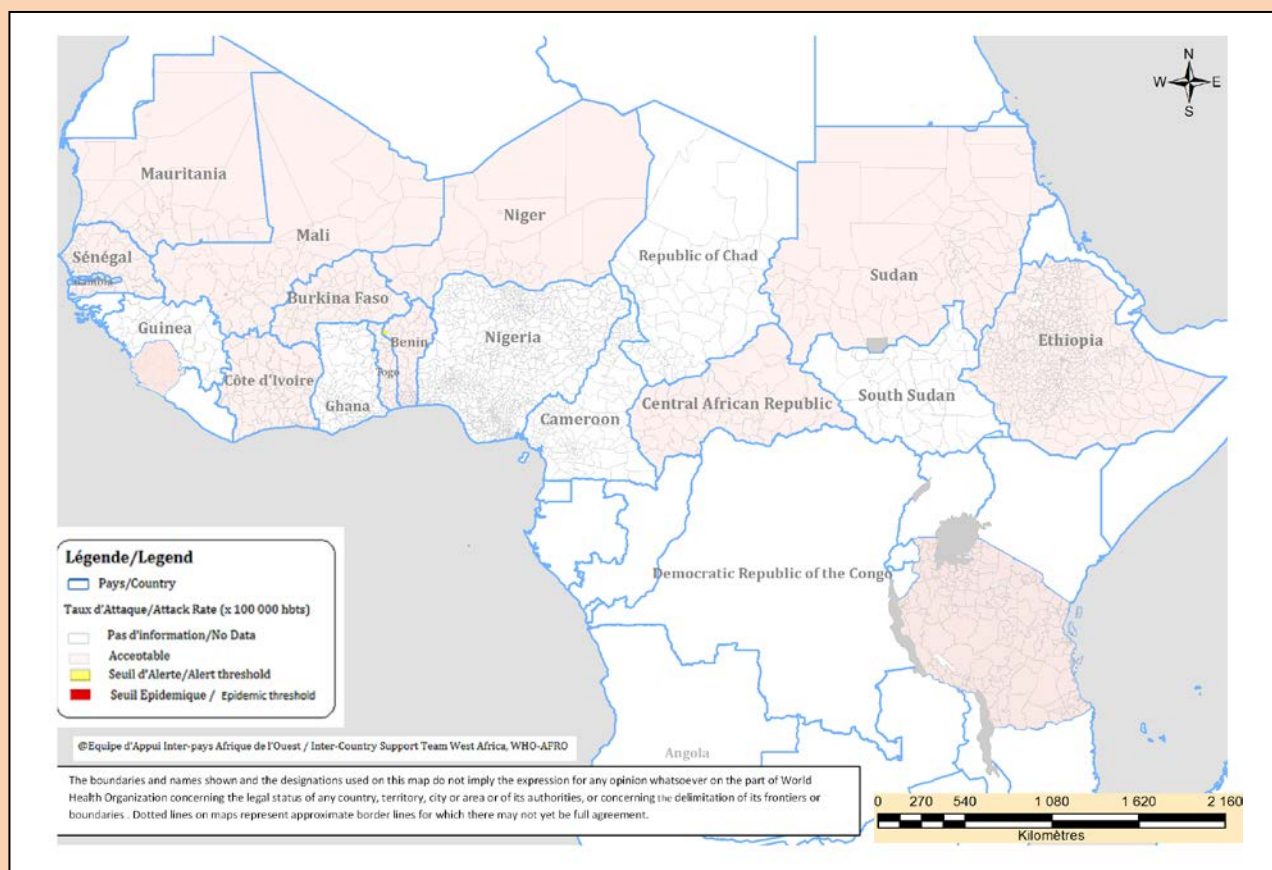 N
W E
S
Mauritania
Niger
Mali
Republic of Chad
Sénégal
Sudan
Gambia
Burkina Faso
Guinea
Nigeria
Benin
Ethiopia
Togo
Côte d'Ivoire
South Sudan
Ghana
Central African Republic
Cameroon
Democratic Republic of the Congo
Angola
Légende/Legend
Pays/Country
Taux d'Attaque/Attack Rate (x 100 000 hbts)
Pas d'information/No Data
Acceptable
Seuil d'Alerte/Alert threshold
Seuil Epidemique / Epidemic threshold
@Equipe d'Appui Inter-pays Afrique de l'Ouest / Inter-Country Support Team West Africa, WHO-AFRO
The boundaries and names shown and the designations used on this map do not imply the expression for any opinion whatsoever on the part of World
Health Organization concerning the legal status of any country, territory, city or area or of its authorities, or concerning the delimitation of its frontiers or
boundaries . Dotted lines on maps represent approximate border lines for which there may not yet be full agreement.
0 270 540 1 080 1 620 2 160
Kilomètres